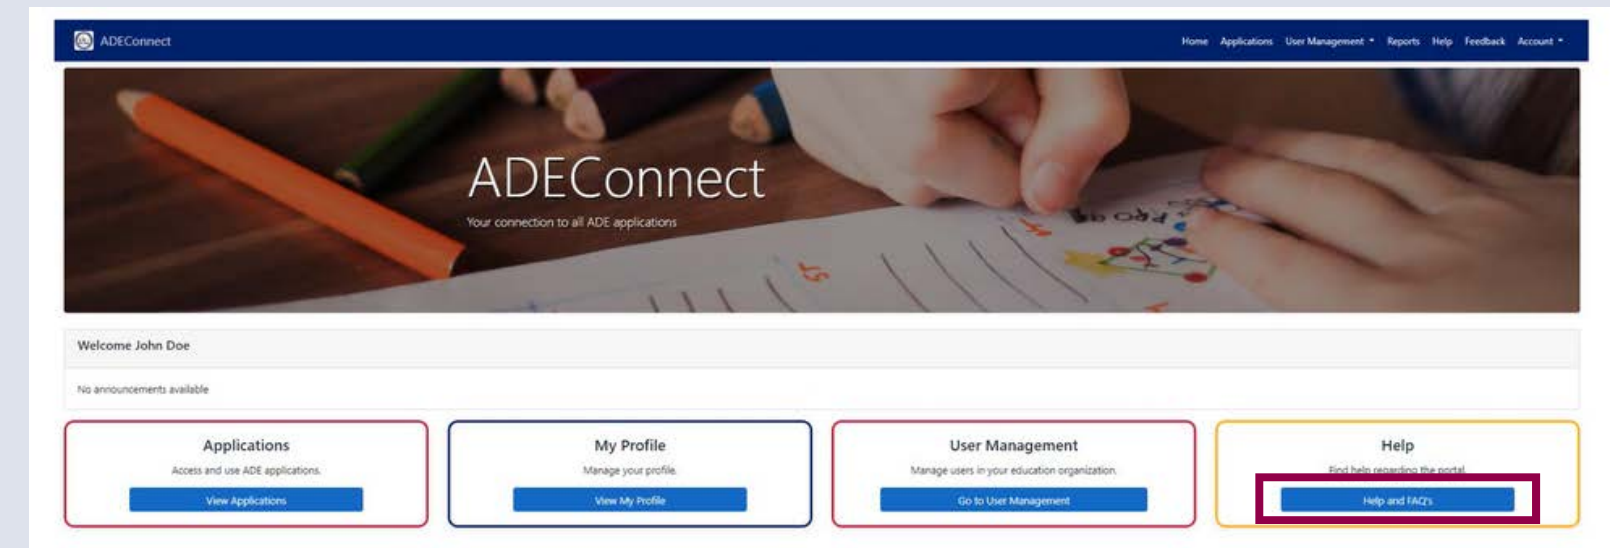 ADEConnect
Home Applications User Management Reports Help Feedback Account
ADEConnect
Your connection to all ADE applications
Welcome John Doe
No announcements available
Applications
Access and use ADE applications.
View Applications
My Profile
Manage your profile.
View My Profile
User Management
Manage users in your education organization.
Go to User Management
Help
Find help regarding the portal.
Help and FAQ's